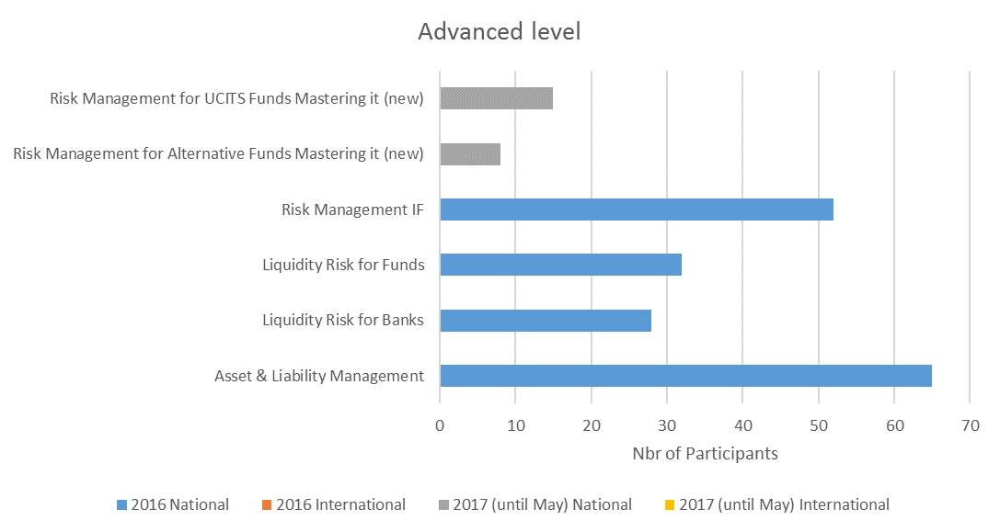 Advanced level
Risk Management for UCITS Funds Mastering it (new)
Risk Management for Alternative Funds Mastering it (new)
Risk Management IF
Liquidity Risk for Funds
Liquidity Risk for Banks
Asset & Liability Management
0 10 20 30 40 50 60 70
Nbr of Participants
2016 National 2016 International 2017 (until May) National 2017 (until May) International